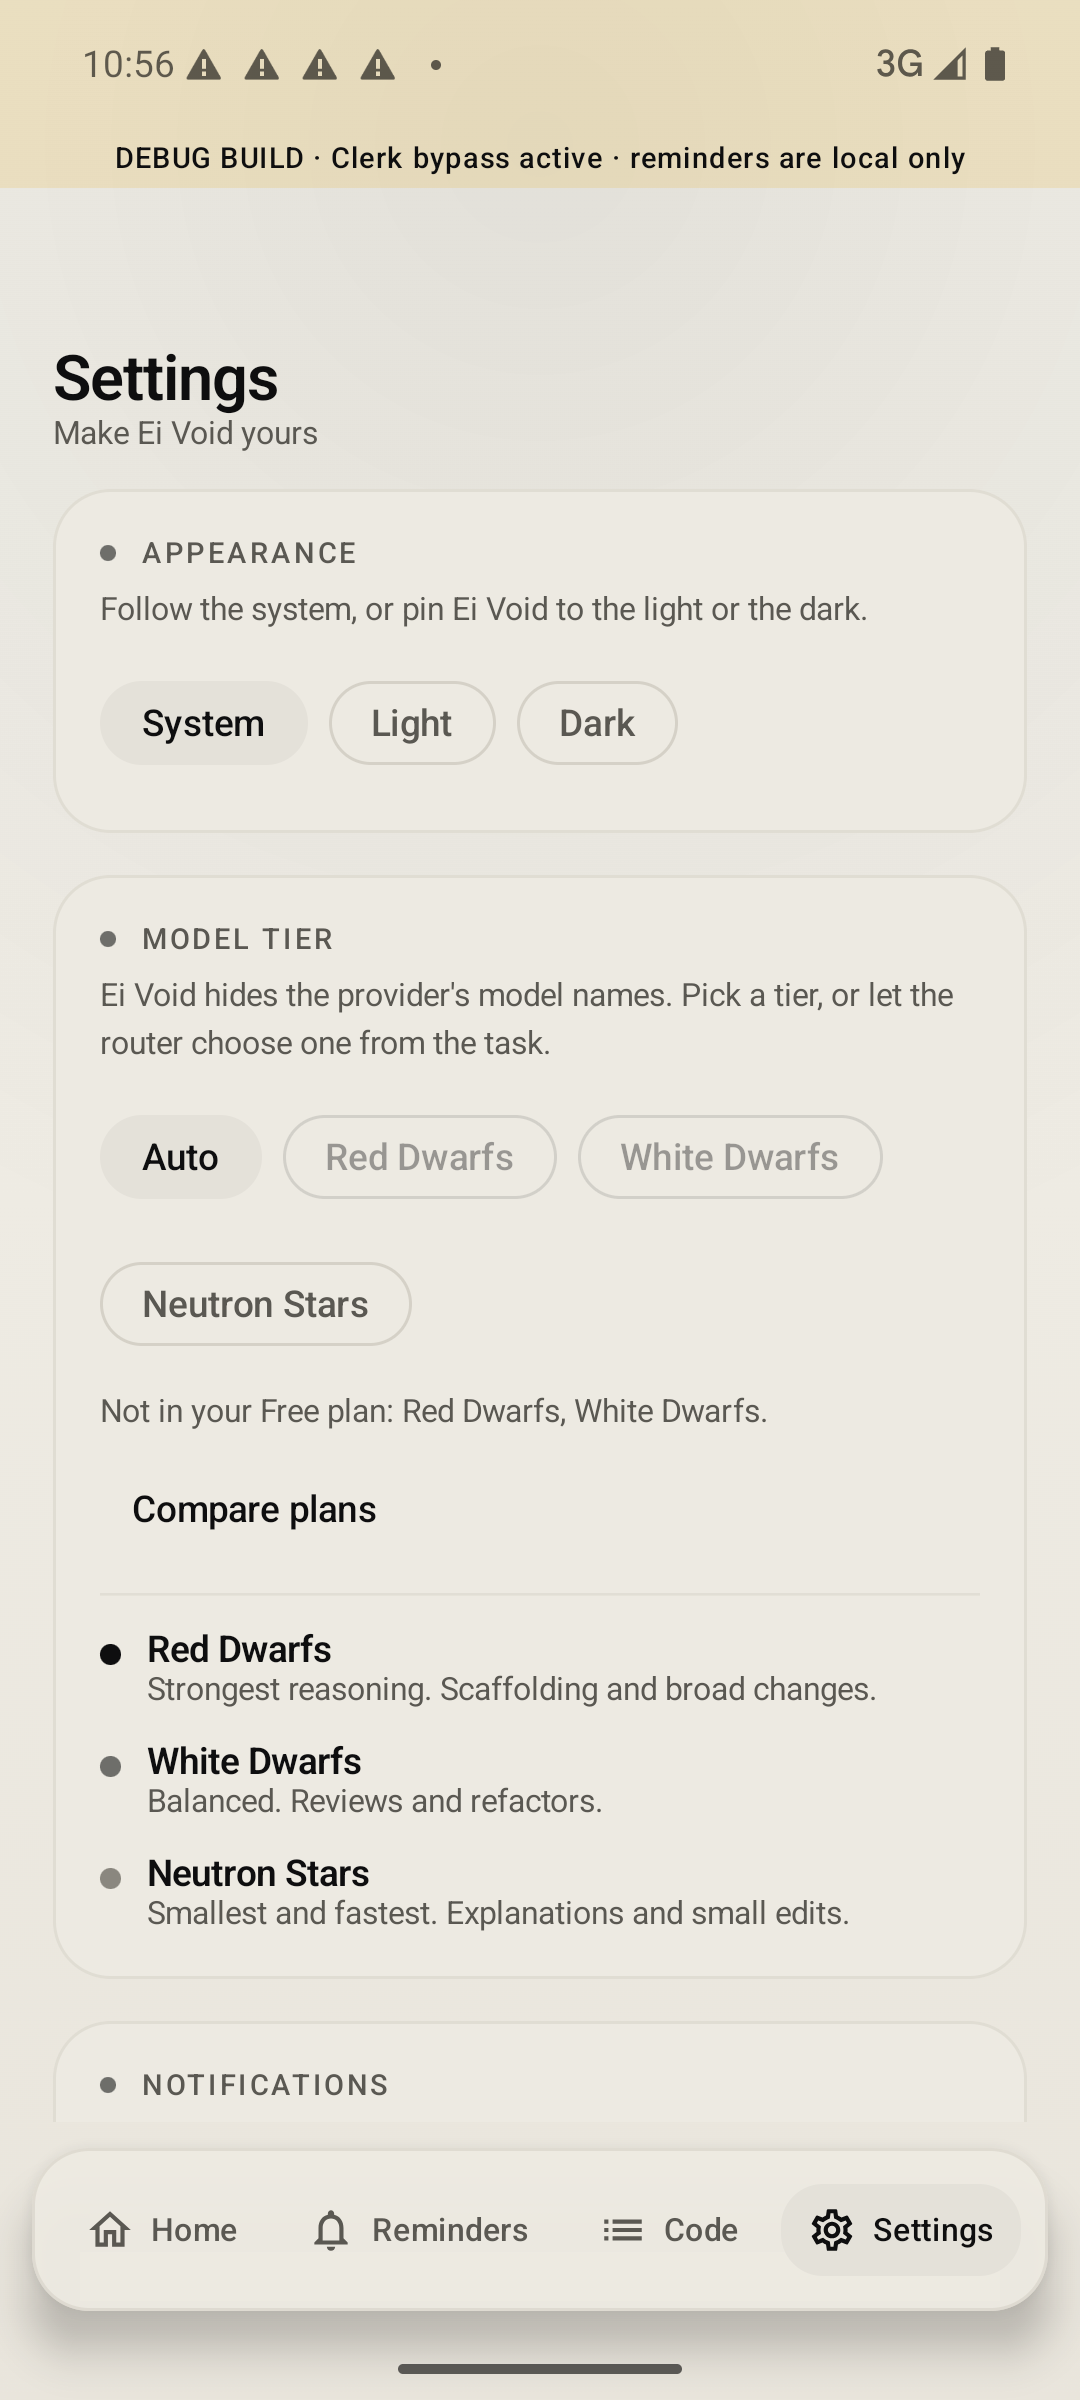 10:56
3G
DEBUG BUILD · Clerk bypass active · reminders are local only
Settings
Make Ei Void yours
APPEARANCE
Follow the system, or pin Ei Void to the light or the dark.
System
Light
Dark
MODEL TIER
Ei Void hides the provider's model names. Pick a tier, or let the
router choose one from the task.
Auto
Red Dwarfs
White Dwarfs
Neutron Stars
Not in your Free plan: Red Dwarfs, White Dwarfs.
Compare plans
Red Dwarfs
Strongest reasoning. Scaffolding and broad changes.
White Dwarfs
Balanced. Reviews and refactors.
Neutron Stars
Smallest and fastest. Explanations and small edits.
NOTIFICATIONS
Home
Reminders
Code
Settings